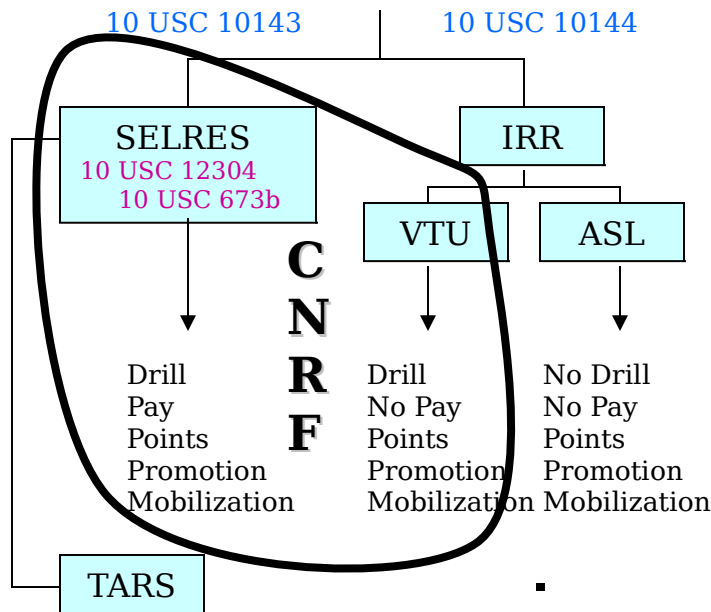 10 USC 10143
10 USC 10144
SELRES
10 USC 12304
10 USC 673b
IRR
VTU
ASL
C
N
R
F
Drill
Pay
Points
Promotion
Mobilization
Drill
No Pay
Points
Promotion
Mobilization
No Drill
No Pay
Points
Promotion
Mobilization
TARS